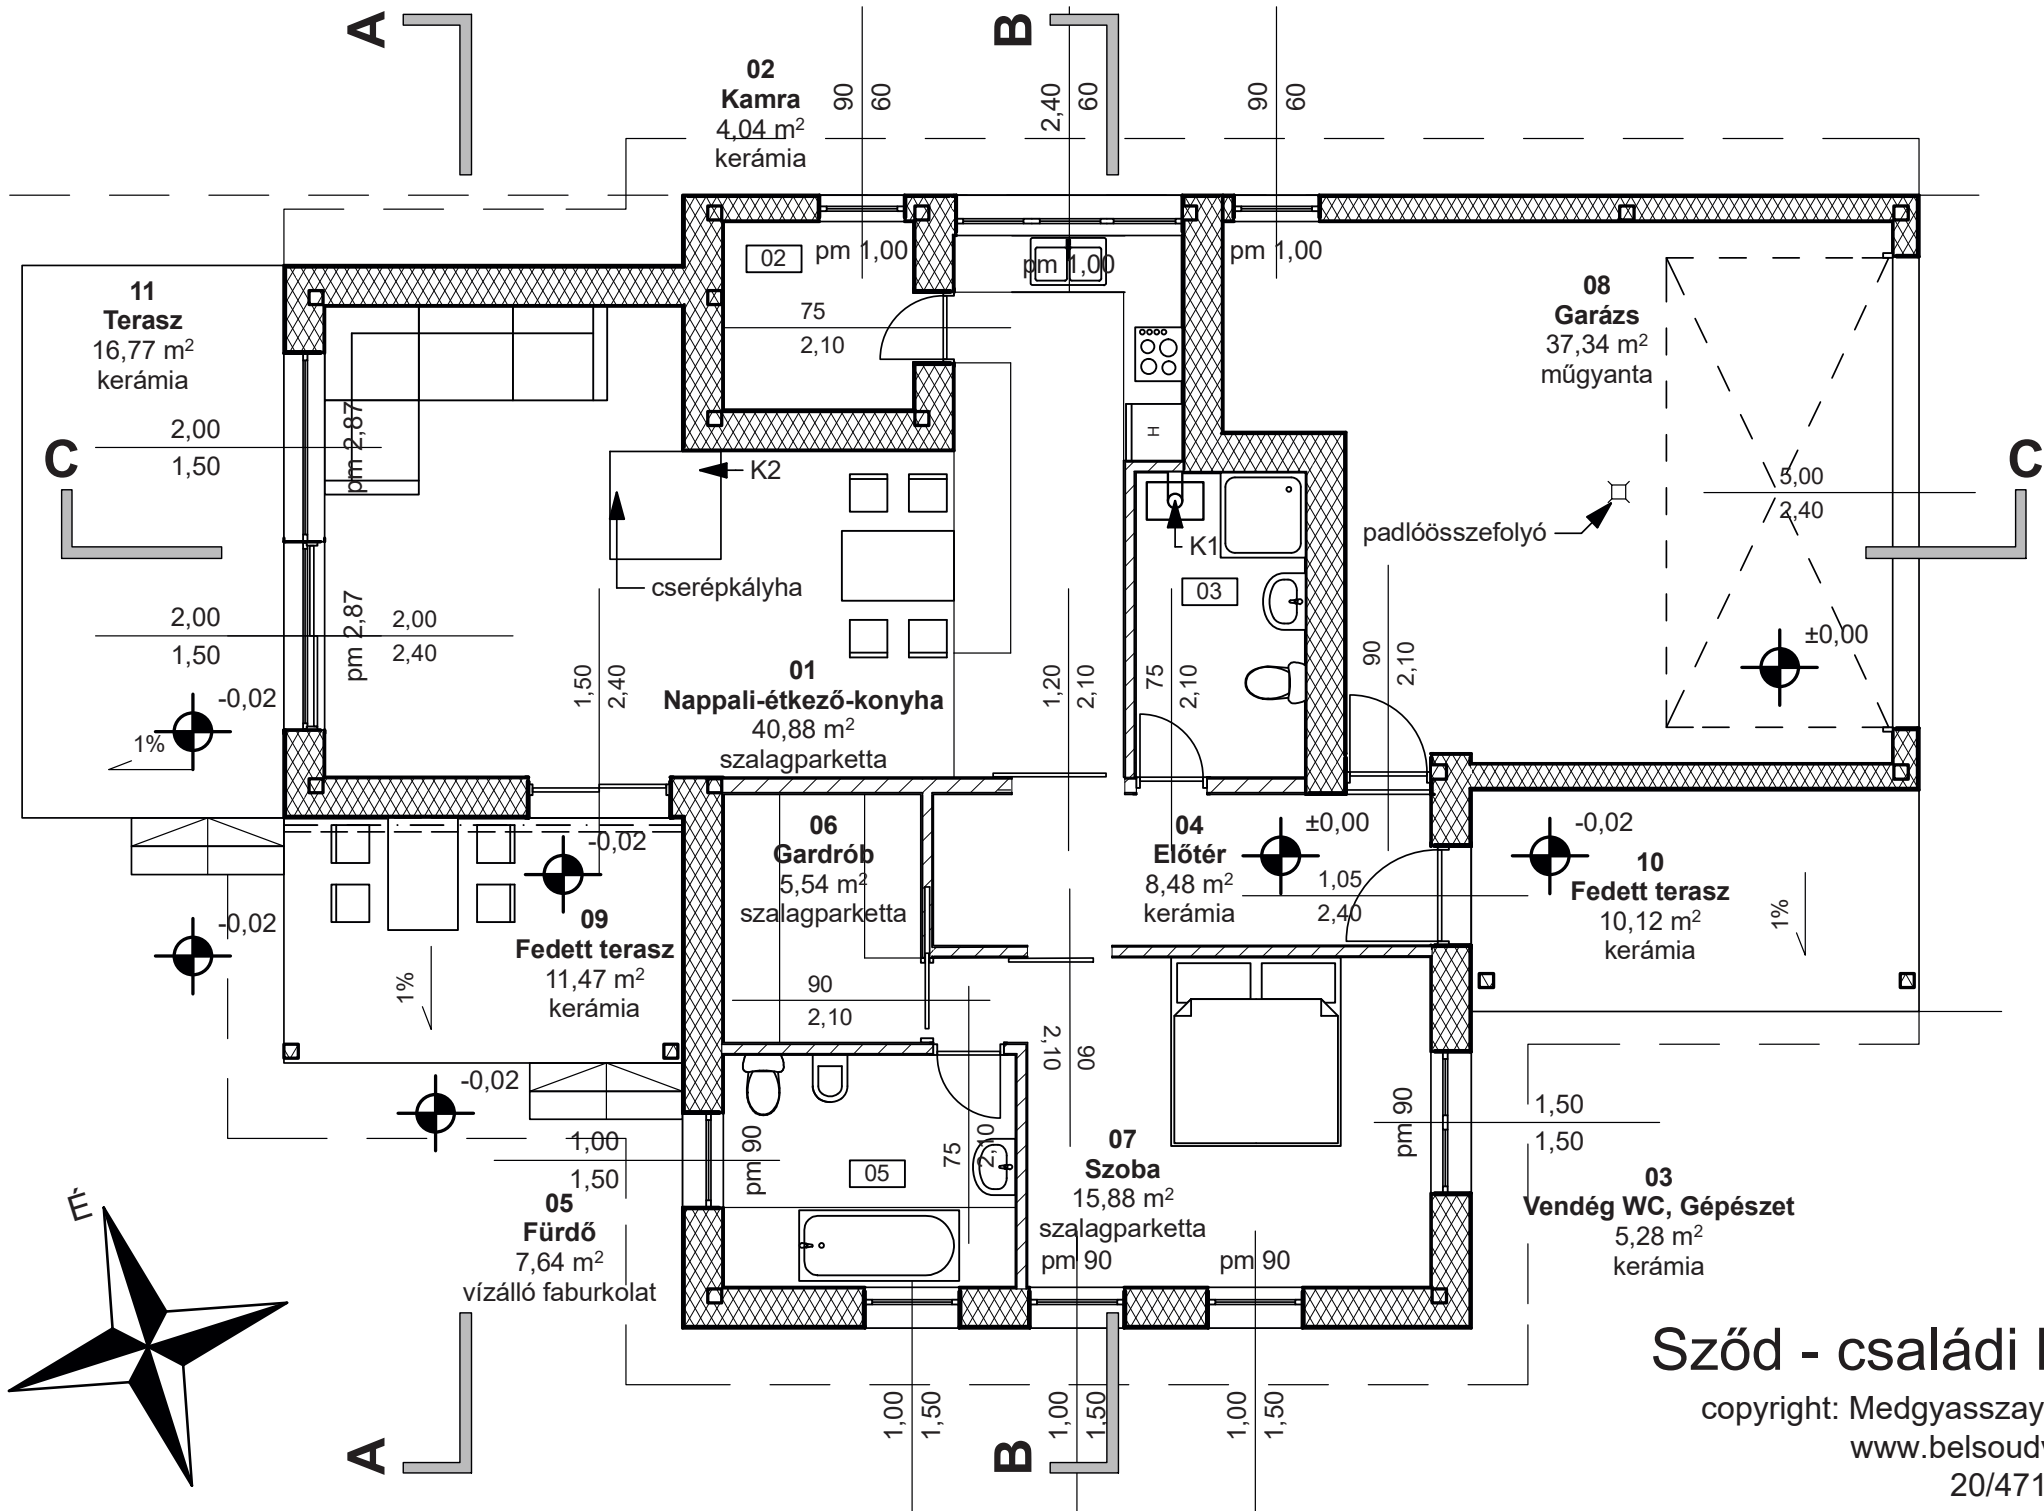 A
B
02
Kamra
4,04 m²
kerámia
90
60
2,40
60
90
60
11
Terasz
16,77 m²
kerámia
02
pm 1,00
pm 1,00
pm 1,00
08
Garázs
37,34 m²
műgyanta
75
2,10
2,00
1,50
pm 2,87
C
C
H
K2
K1
5,00
2,40
padlóösszefolyó
cserépkályha
03
2,00
1,50
pm 2,87
2,00
2,40
1,50
2,40
1,20
2,10
75
2,10
90
2,10
±0,00
-0,02
1%
01
Nappali-étkező-konyha
40,88 m²
szalagparketta
06
Gardrób
5,54 m²
szalagparketta
04
Előtér
8,48 m²
kerámia
±0,00
1,05
2,40
-0,02
10
Fedett terasz
10,12 m²
kerámia
1%
-0,02
-0,02
09
Fedett terasz
11,47 m²
kerámia
1%
90
2,10
90
2,10
-0,02
1,00
1,50
pm 90
05
75
2,10
07
Szoba
15,88 m²
szalagparketta
pm 90
1,50
1,50
03
Vendég WC, Gépészet
5,28 m²
kerámia
05
Fürdő
7,64 m²
vízálló faburkolat
pm 90
pm 90
É
1,00
1,50
1,00
1,50
1,00
1,50
A
B
Sződ - családi
copyright: Medgyasszay
www.belsoud
20/471